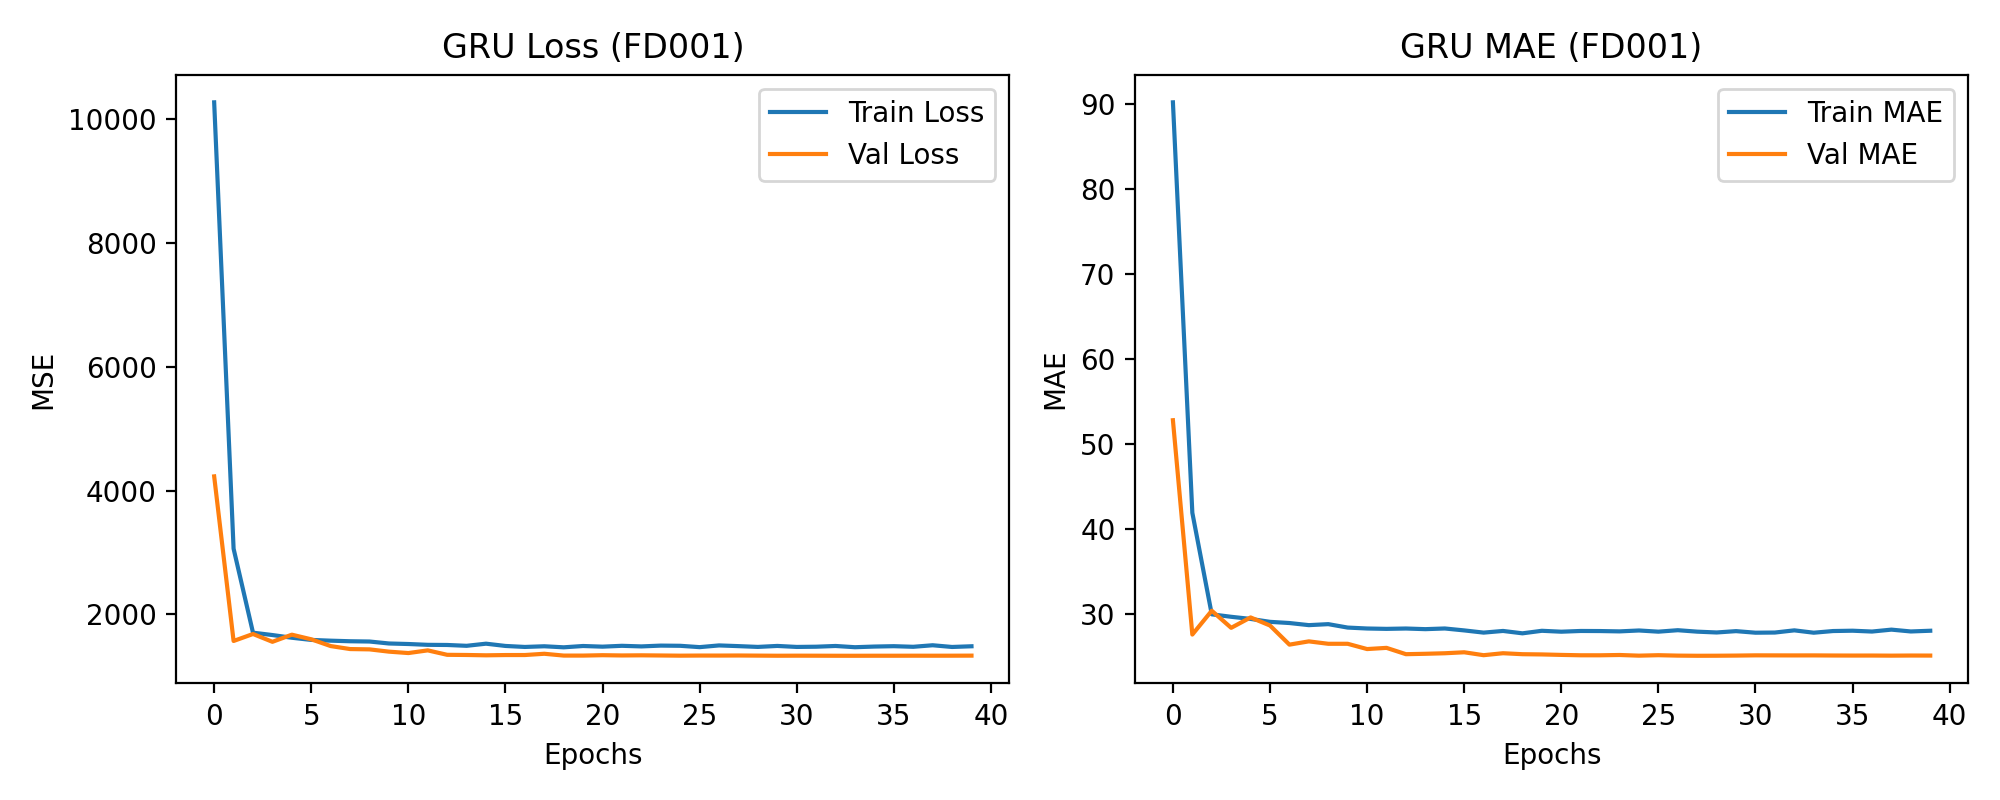 GRU Loss (FD001)
10000
8000
6000
4000
2000
MSE
0 5 10 15 20 25 30 35 40
Epochs
Train Loss
Val Loss
GRU MAE (FD001)
90
80
70
60
50
40
30
MAE
0 5 10 15 20 25 30 35 40
Epochs
Train MAE
Val MAE